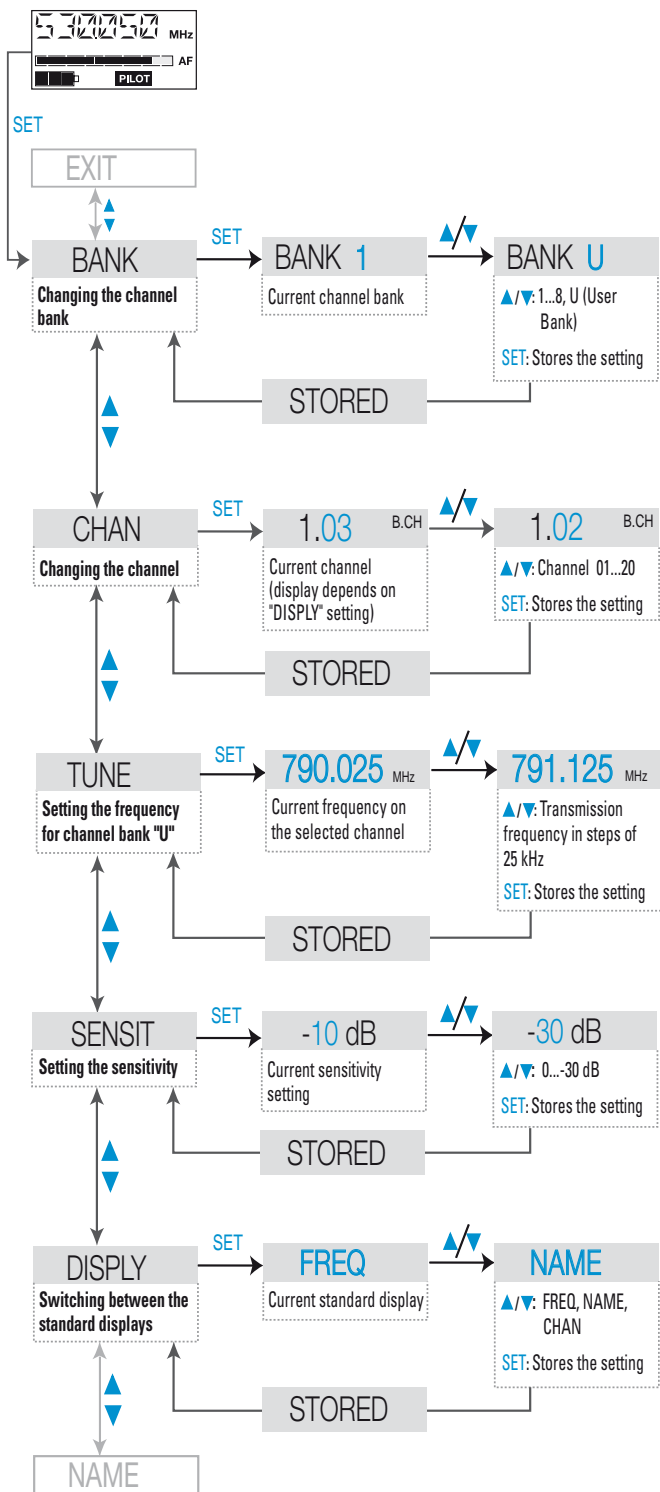 530.050 MHz
AF
PILOT
SET
EXIT
BANK
Changing the channel
bank
SET
BANK 1
Current channel bank
▲/▼
BANK U
▲/▼: 1...8, U (User
Bank)
SET: Stores the setting
STORED
CHAN
Changing the channel
SET
1.03 B.CH
Current channel
(display depends on
"DISPLY" setting)
▲/▼
1.02 B.CH
▲/▼: Channel 01...20
SET: Stores the setting
STORED
TUNE
Setting the frequency
for channel bank "U"
SET
790.025 MHz
Current frequency on
the selected channel
▲/▼
791.125 MHz
▲/▼: Transmission
frequency in steps of
25 kHz
SET: Stores the setting
STORED
SENSIT
Setting the sensitivity
SET
-10 dB
Current sensitivity
setting
▲/▼
-30 dB
▲/▼: 0...-30 dB
SET: Stores the setting
STORED
DISPLY
Switching between the
standard displays
SET
FREQ
Current standard display
▲/▼
NAME
▲/▼: FREQ, NAME,
CHAN
SET: Stores the setting
STORED
NAME